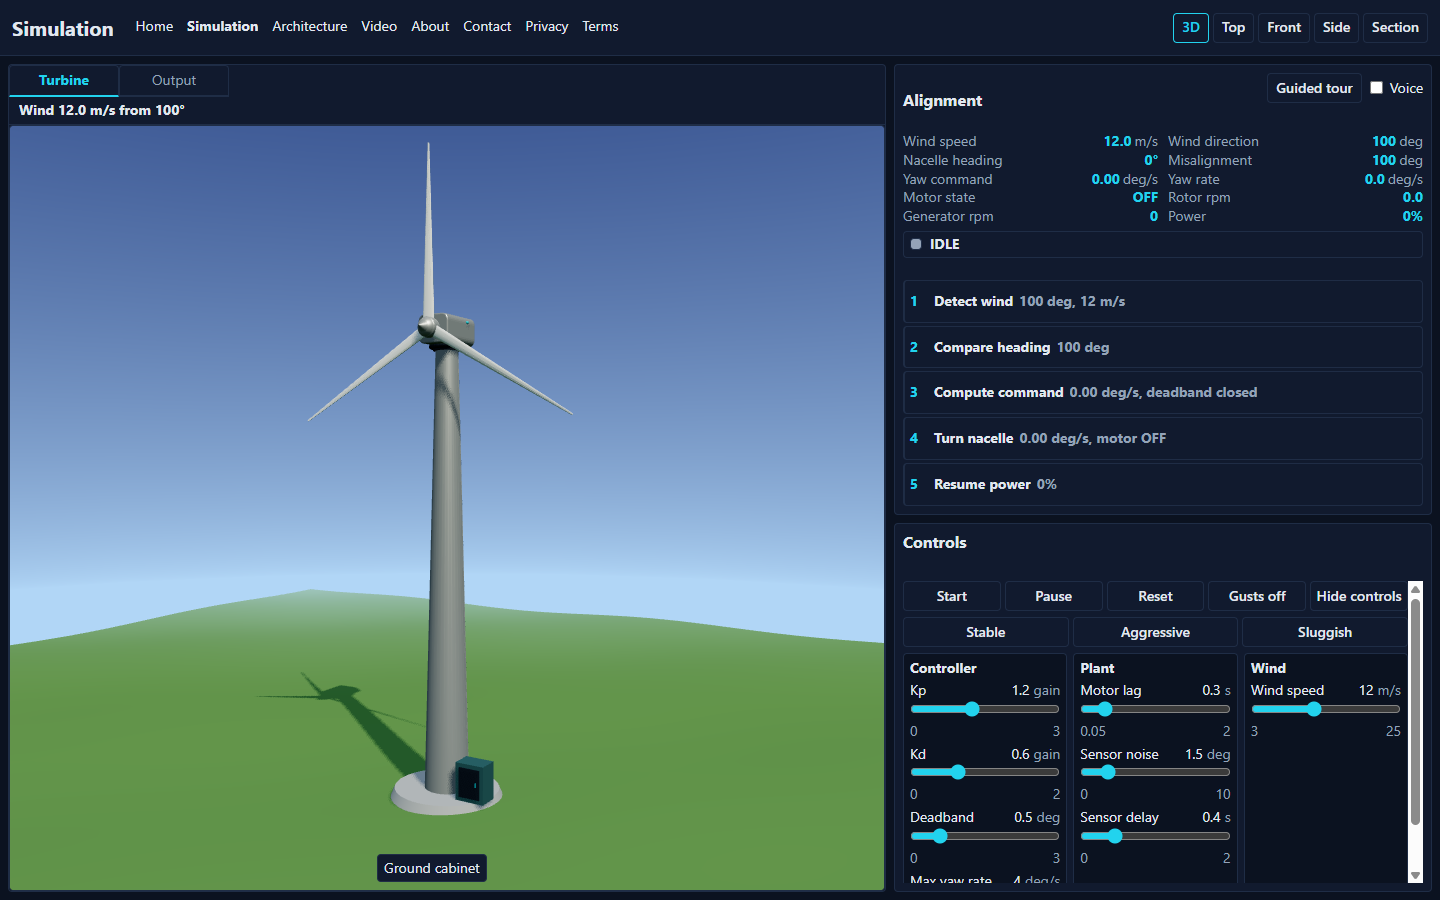 Simulation Home Simulation Architecture Video About Contact Privacy Terms 3D Top Front Side Section
Turbine Output
Wind 12.0 m/s from 100°
Ground cabinet
Guided tour Voice
Alignment
Wind speed 12.0 m/s Wind direction 100 deg
Nacelle heading 0° Misalignment 100 deg
Yaw command 0.00 deg/s Yaw rate 0.0 deg/s
Motor state OFF Rotor rpm 0.0
Generator rpm 0 Power 0%
IDLE
1 Detect wind 100 deg, 12 m/s
2 Compare heading 100 deg
3 Compute command 0.00 deg/s, deadband closed
4 Turn nacelle 0.00 deg/s, motor OFF
5 Resume power 0%
Controls
Start Pause Reset Gusts off Hide controls
Stable Aggressive Sluggish
Controller
Kp 1.2 gain
0 3
Kd 0.6 gain
0 2
Deadband 0.5 deg
0 3
Max yaw rate 4 deg/s
Plant
Motor lag 0.3 s
0.05 2
Sensor noise 1.5 deg
0 10
Sensor delay 0.4 s
0 2
Wind
Wind speed 12 m/s
3 25